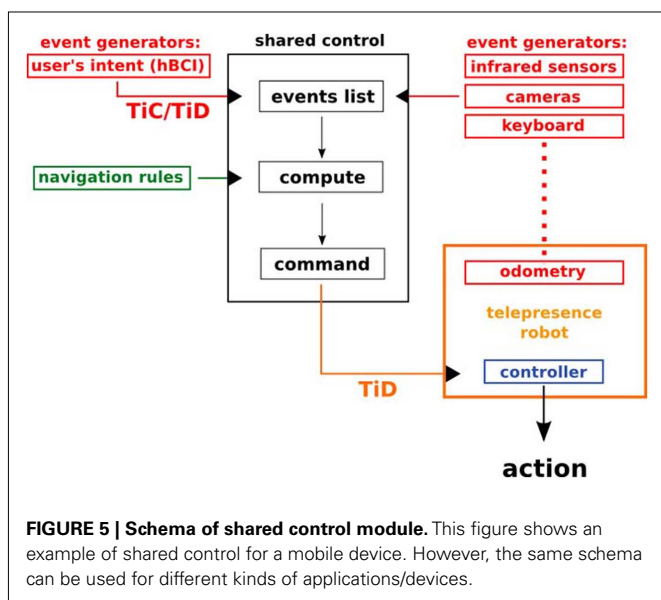 event generators:
user's intent (hBCI)
TiC/TiD
navigation rules
shared control
events list
compute
command
event generators:
infrared sensors
cameras
keyboard
odometry
telepresence
robot
controller
TiD
action
FIGURE 5 | Schema of shared control module. This figure shows an
example of shared control for a mobile device. However, the same schema
can be used for different kinds of applications/devices.